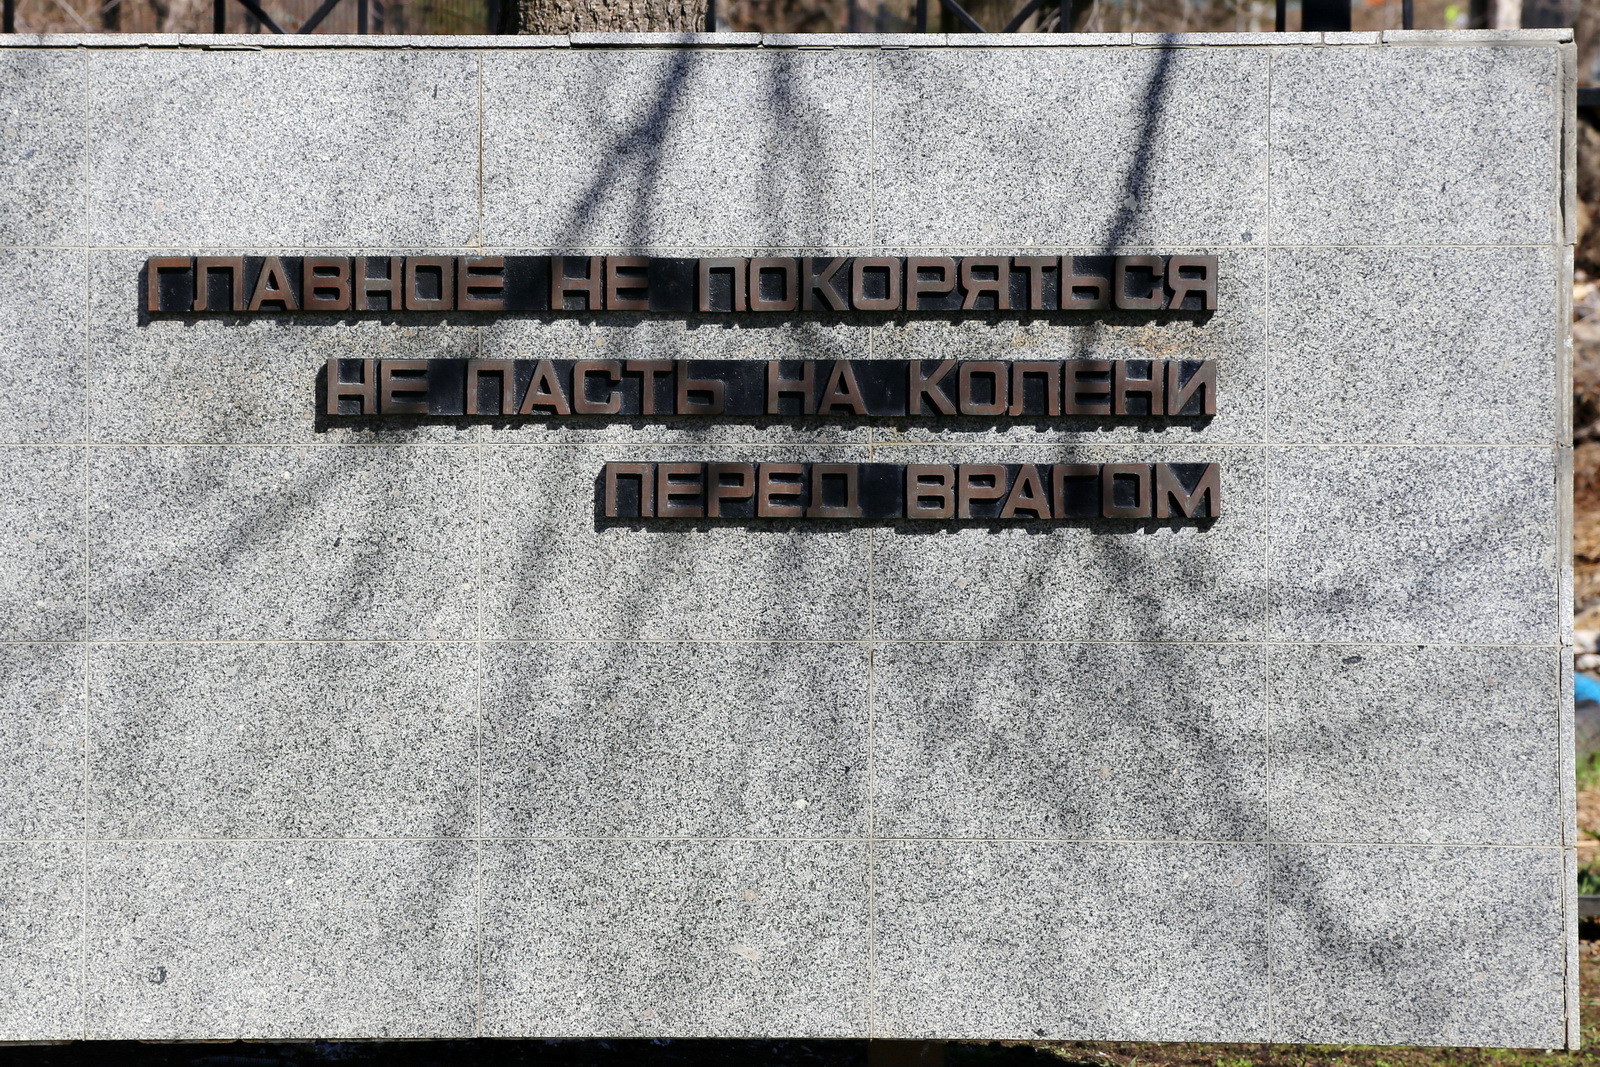 ГЛАВНОЕ НЕ ПОКОРЯТЬСЯ
НЕ ПАСТЬ НА КОЛЕНИ
ПЕРЕД ВРАГОМ